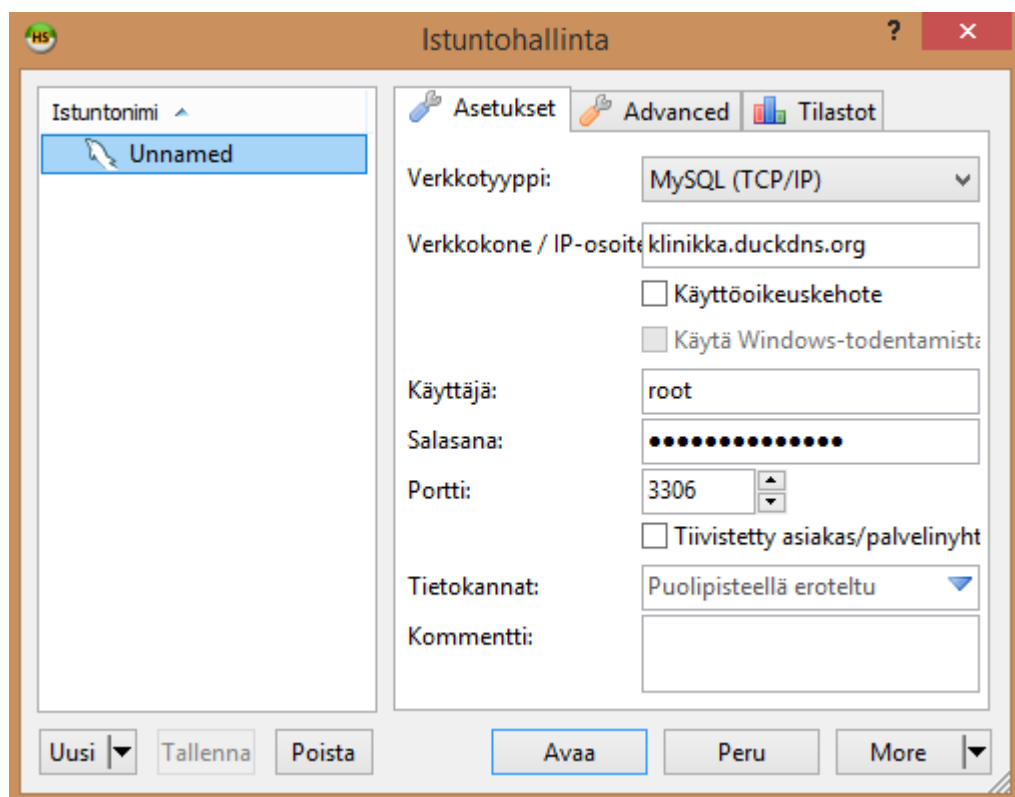 HS
Istuntohallinta
?
Istuntonimi
Unnamed
Asetukset
Advanced
Tilastot
Verkkotyyppi:
MySQL (TCP/IP)
Verkkokone / IP-osoite
klinikka.duckdns.org
Käyttöoikeuskehote
Käytä Windows-todentamista
Käyttäjä:
root
Salasana:
●●●●●●●●●●●●●●
Portti:
3306
Tiivistetty asiakas/palvelinyht
Tietokannat:
Puolipisteellä eroteltu
Kommentti:
Uusi
Tallenna
Poista
Avaa
Peru
More